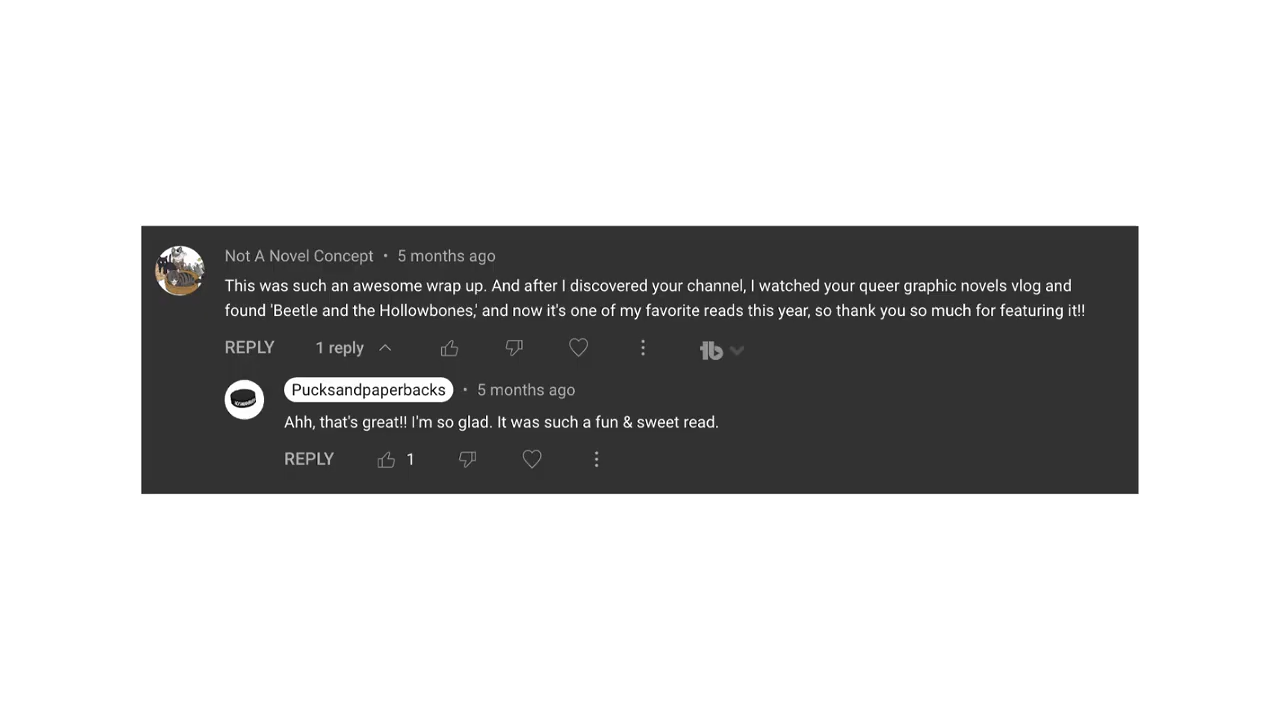 Not A Novel Concept • 5 months ago
This was such an awesome wrap up. And after I discovered your channel, I watched your queer graphic novels vlog and
found 'Beetle and the Hollowbones,' and now it's one of my favorite reads this year, so thank you so much for featuring it!!
REPLY 1 reply
Pucksandpaperbacks • 5 months ago
Ahh, that's great!! I'm so glad. It was such a fun & sweet read.
REPLY 1